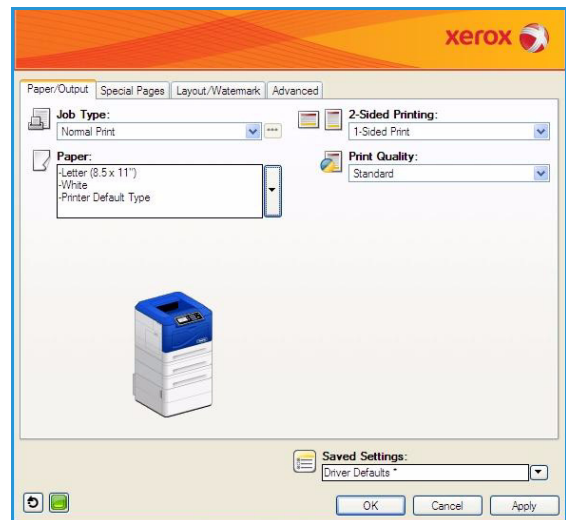 xerox
Paper/Output Special Pages Layout/Watemark Advanced
Job Type:
Normal Print
2-Sided Printing:
1-Sided Print
Paper:
-Letter (8.5 x 11")
-White
-Printer Default Type
Print Quality:
Standard
Saved Settings:
Driver Defaults *
OK Cancel Apply